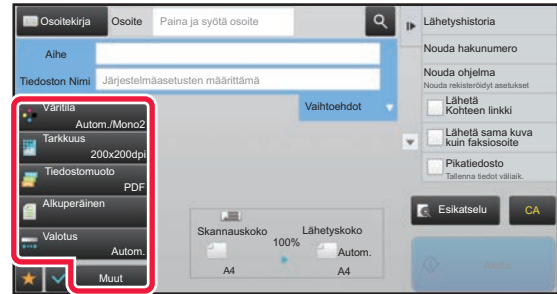 Osoitekirja
Osoite
Paina ja syötä osoite
Aihe
Tiedoston Nimi
Järjestelmäasetusten määrittämä
Vaihtoehdot
Väritila
Autom./Mono2
Tarkkuus
200x200dpi
Tiedostomuoto
PDF
Alkuperäinen
Valotus
Autom.
Muut
Skannauskoko
100%
Lähetyskoko
A4
Autom.
A4
Lähetyshistoria
Nouda hakunumero
Nouda ohjelma
Nouda rekisteröidyt asetukset
Lähetä
Kohteen linkki
Lähetä sama kuva
kuin faksiosoite
Pikatiedosto
Tallenna tiedot väliaik.
Esikatselu
CA